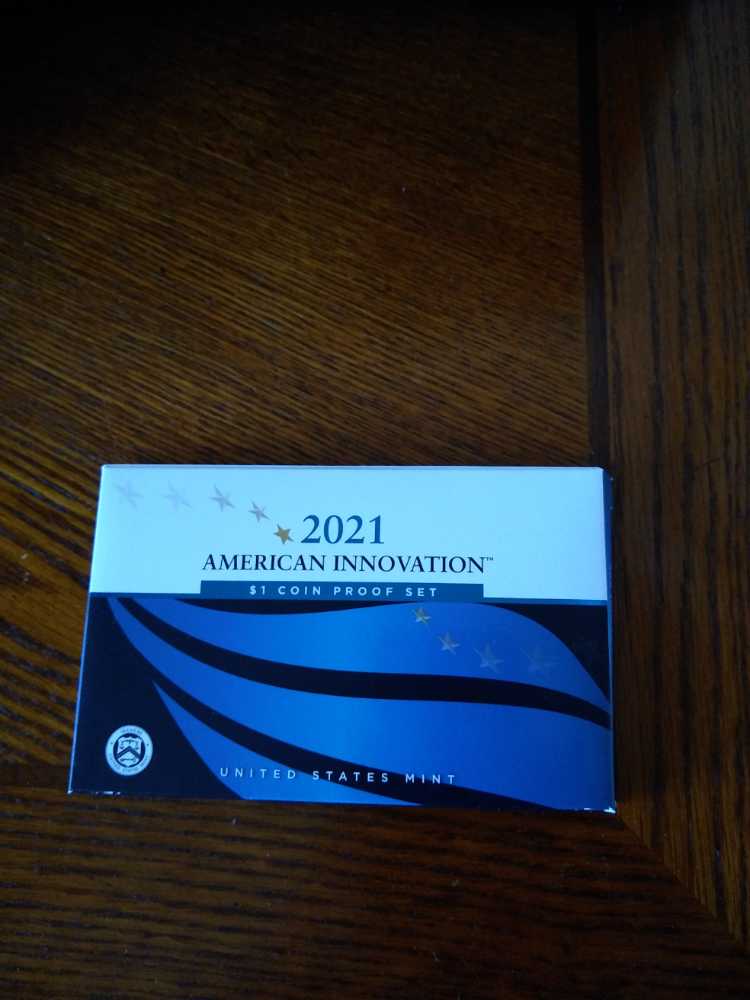 2021
AMERICAN INNOVATION™
$1 COIN PROOF SET
UNITED STATES MINT